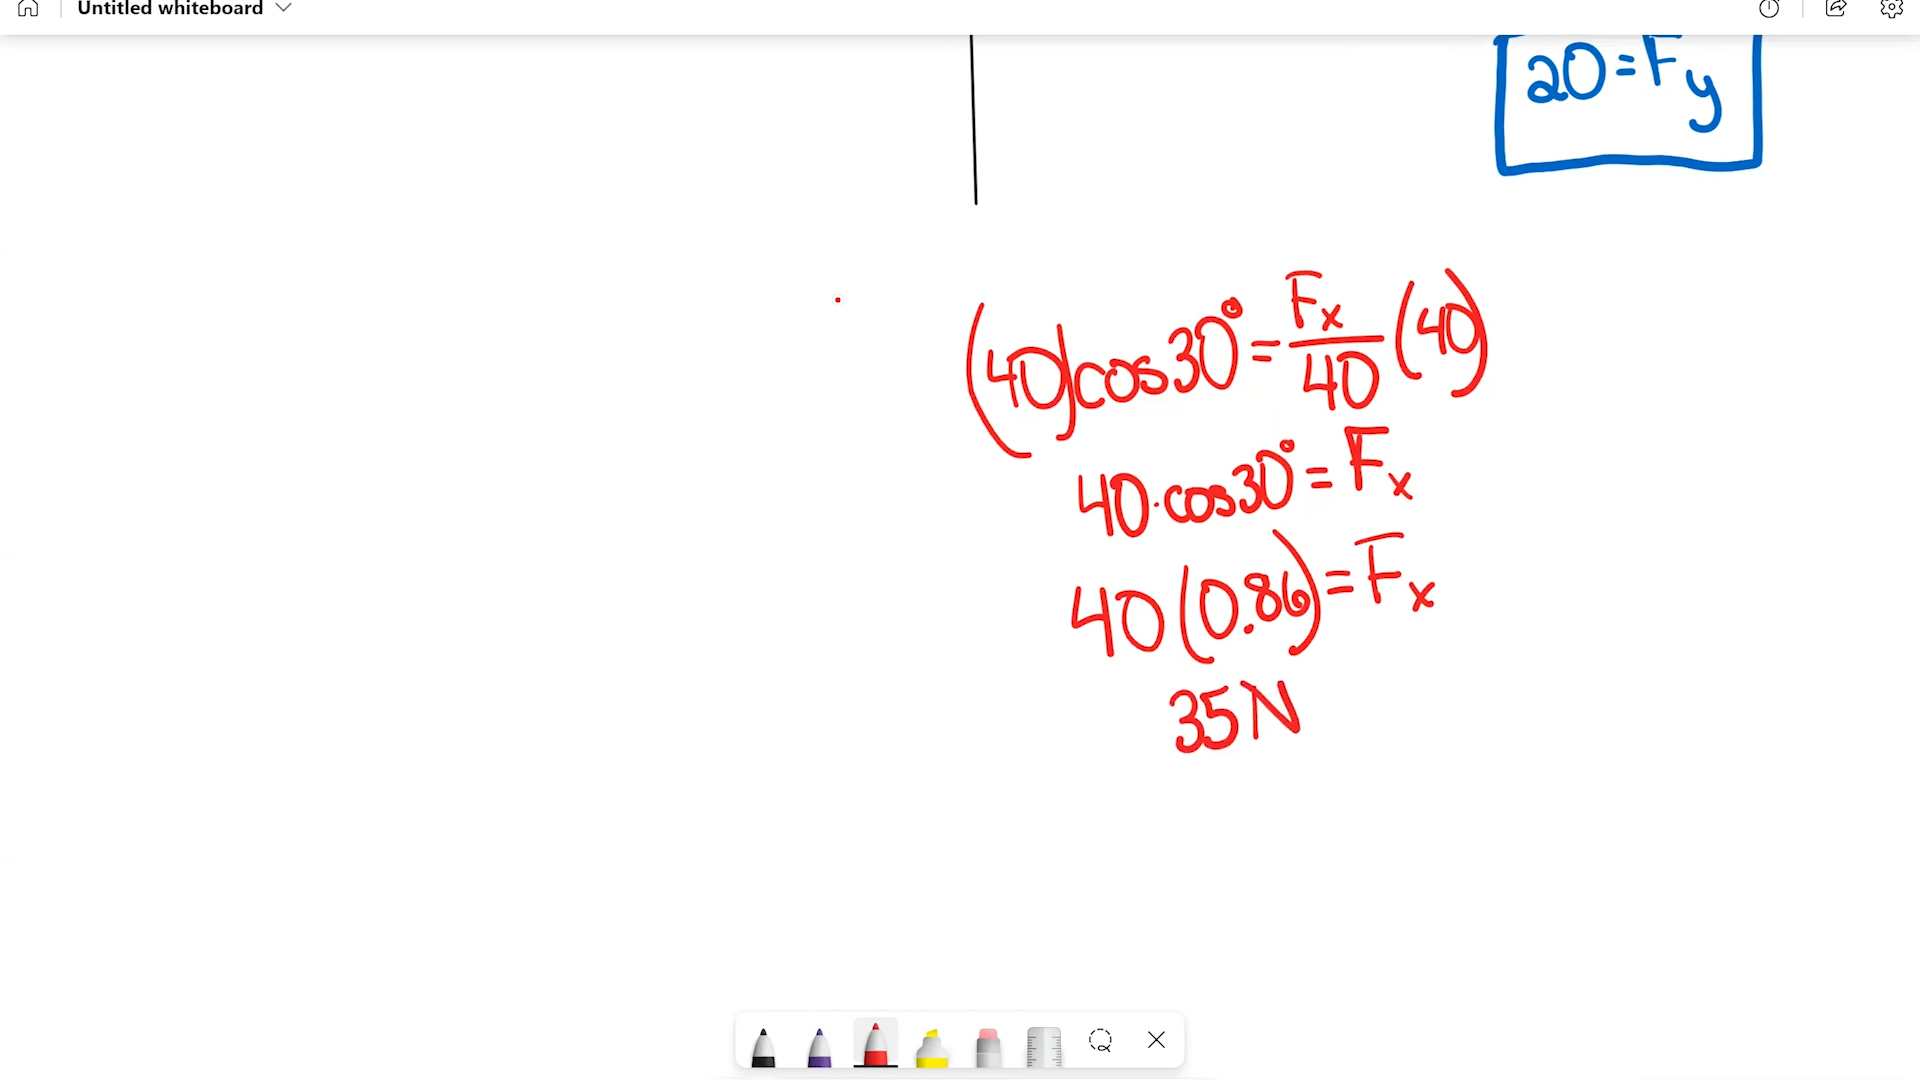 Untitled whiteboard
20=Fy
(40)cos30°=Fx/40 (40)
40·cos30°=Fx
40(0.86)=Fx
35N